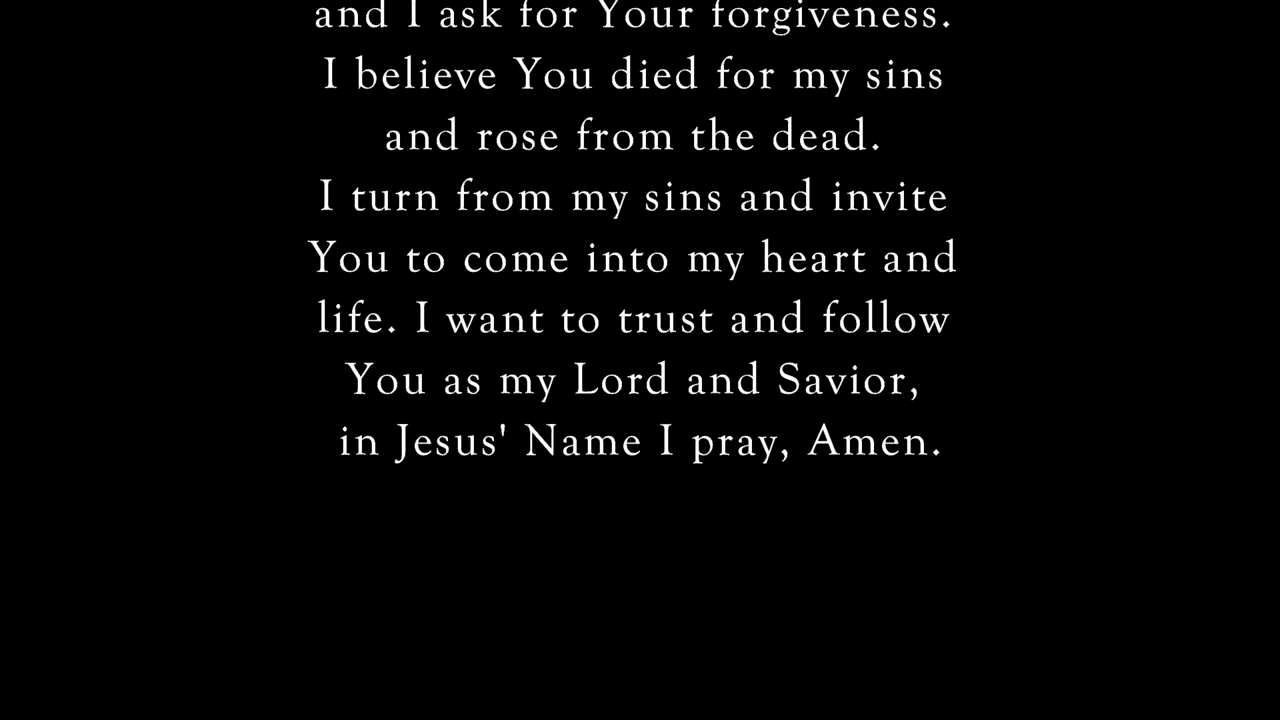 and I ask for Your forgiveness.
I believe You died for my sins
and rose from the dead.
I turn from my sins and invite
You to come into my heart and
life. I want to trust and follow
You as my Lord and Savior,
in Jesus' Name I pray, Amen.